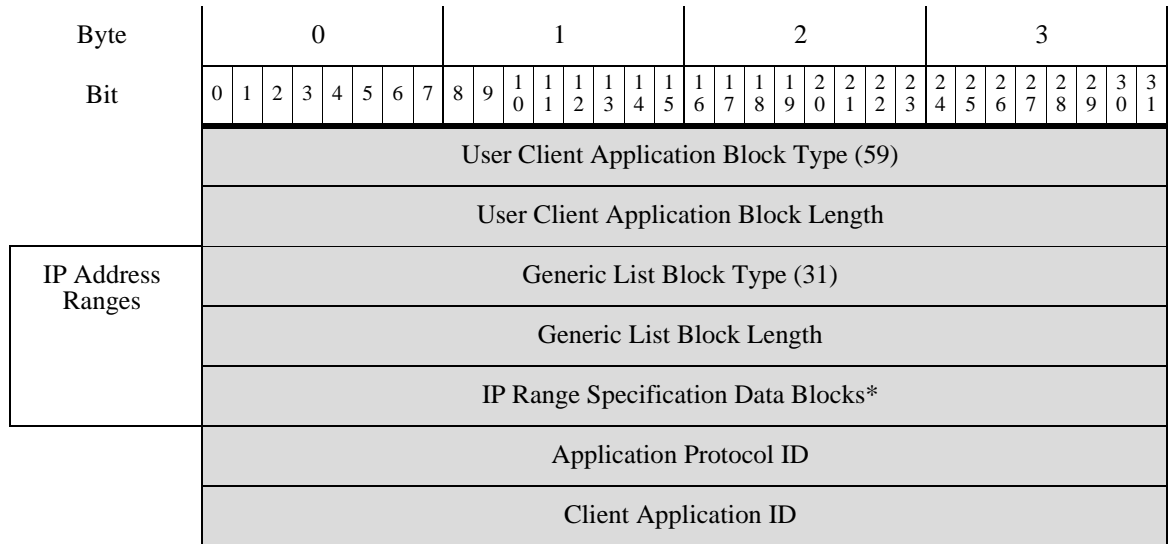 Byte 0 1 2 3
Bit 0 1 2 3 4 5 6 7 8 9 10 11 12 13 14 15 16 17 18 19 20 21 22 23 24 25 26 27 28 29 30 31
User Client Application Block Type (59)
User Client Application Block Length
IP Address
Ranges
Generic List Block Type (31)
Generic List Block Length
IP Range Specification Data Blocks*
Application Protocol ID
Client Application ID